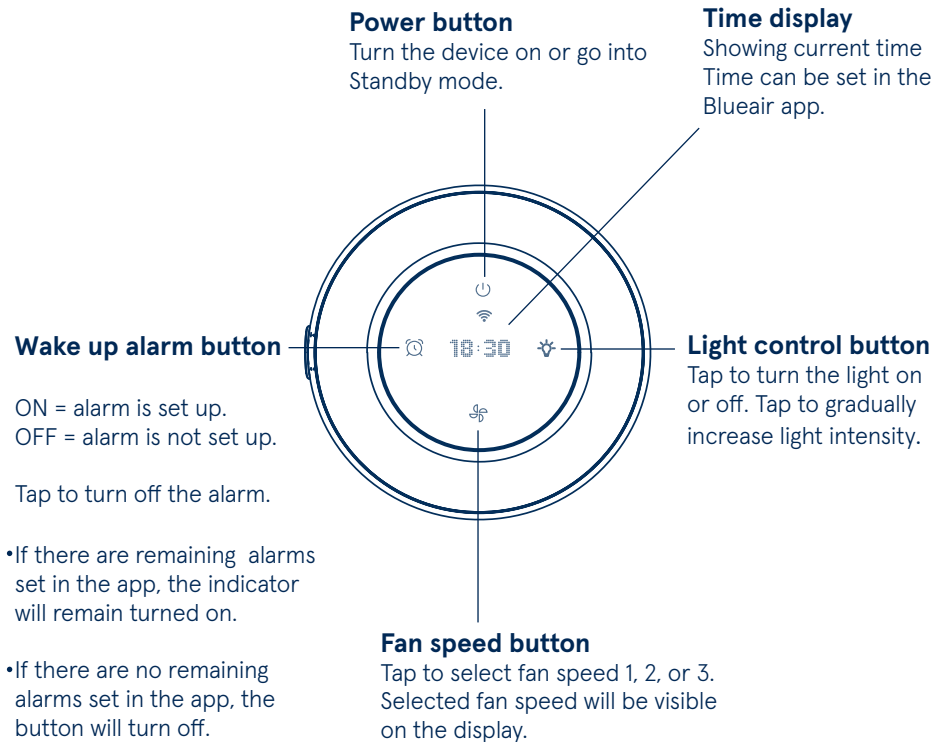 Power button
Turn the device on or go into
Standby mode.
Time display
Showing current time
Time can be set in the
Blueair app.
Wake up alarm button
ON = alarm is set up.
OFF = alarm is not set up.
Tap to turn off the alarm.
•If there are remaining alarms
set in the app, the indicator
will remain turned on.
•If there are no remaining
alarms set in the app, the
button will turn off.
18:30
Light control button
Tap to turn the light on
or off. Tap to gradually
increase light intensity.
Fan speed button
Tap to select fan speed 1, 2, or 3.
Selected fan speed will be visible
on the display.